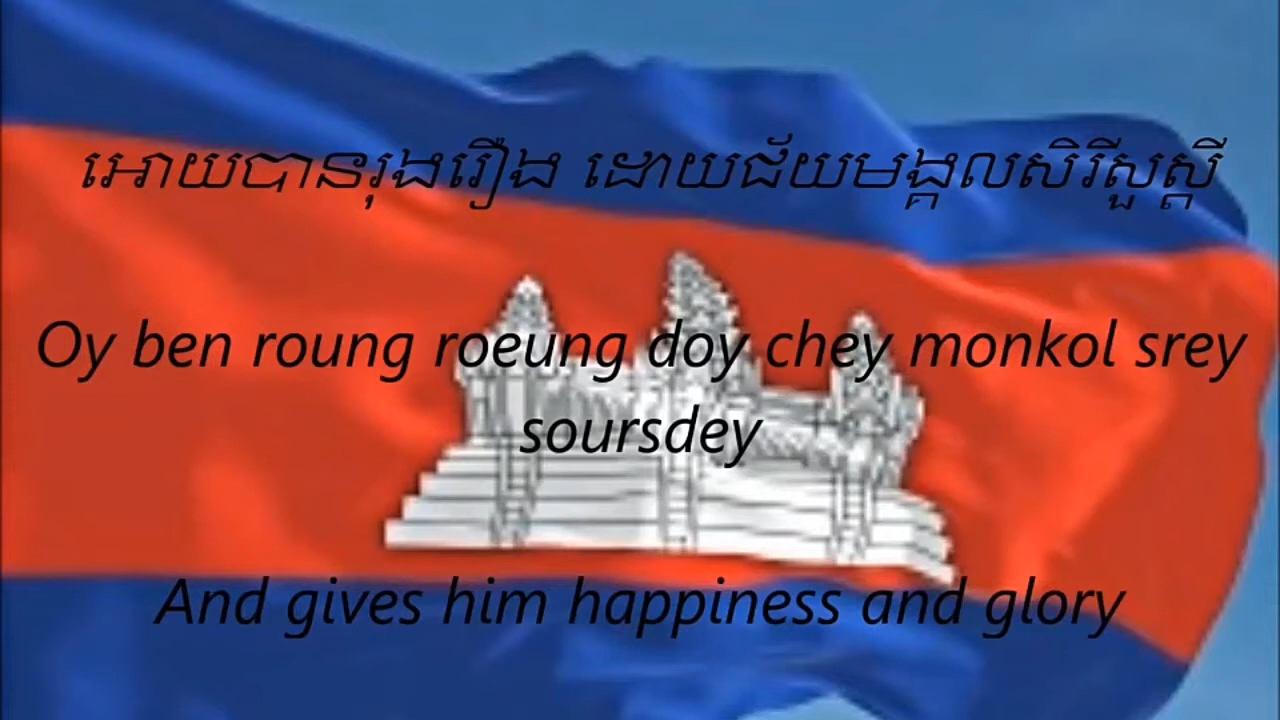 អោយបានរុងរឿង ដោយជ័យមង្គលសិរីសួស្តី
Oy ben roung roeung doy chey monkol srey
soursdey
And gives him happiness and glory